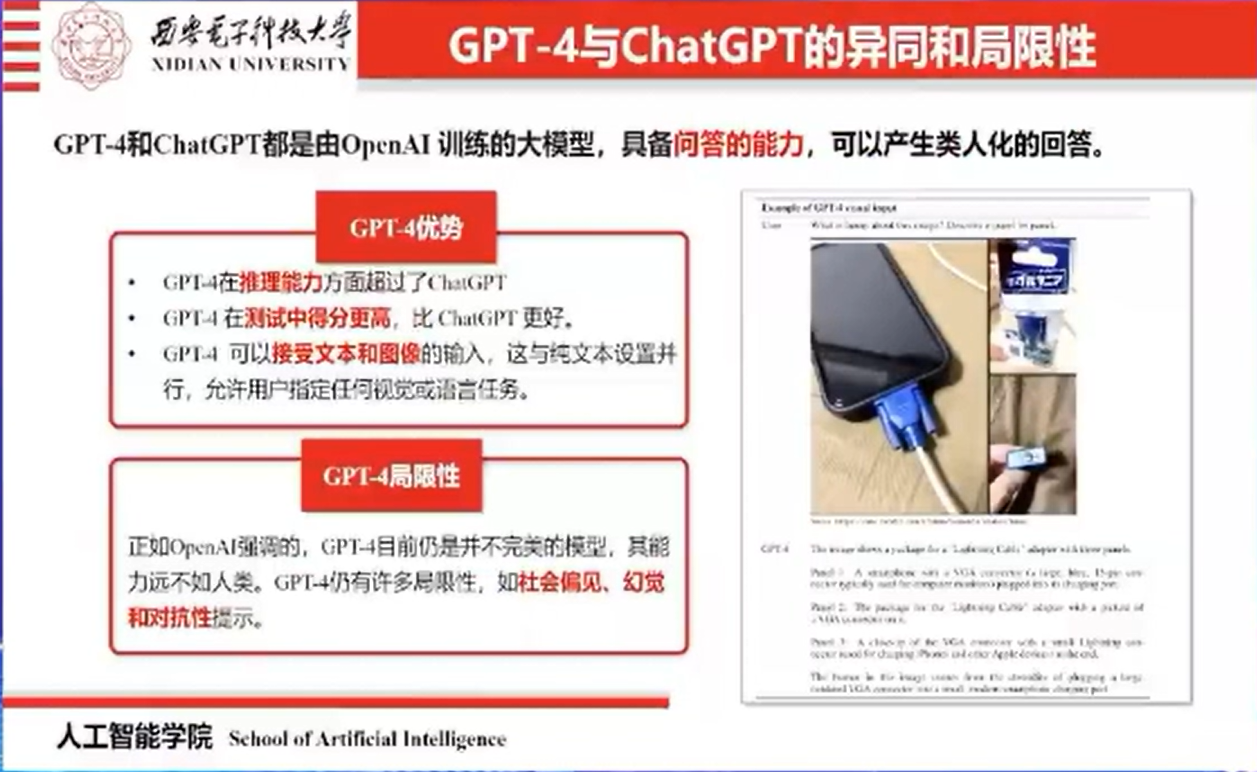 西安电子科技大学
XIDIAN UNIVERSITY
GPT-4与ChatGPT的异同和局限性
GPT-4和ChatGPT都是由OpenAI 训练的大模型，具备问答的能力，可以产生类人化的回答。
GPT-4优势
• GPT-4在推理能力方面超过了ChatGPT
• GPT-4 在测试中得分更高，比 ChatGPT 更好。
• GPT-4 可以接受文本和图像的输入，这与纯文本设置并
行，允许用户指定任何视觉或语言任务。
GPT-4局限性
正如OpenAI强调的，GPT-4目前仍是并不完美的模型，其能
力远不如人类。GPT-4仍有许多局限性，如社会偏见、幻觉
和对抗性提示。
Example of GPT-4 visual input
User What is funny about this image? Describe it panel by panel.
GPT-4 The image shows a package for a "Lightning Cable" adapter with three panels.
Panel 1: A smartphone with a VGA connector (a large, blue, 15-pin con-
nector typically used for computer monitors) plugged into its charging port.
Panel 2: The package for the "Lightning Cable" adapter with a picture of
a VGA connector on it.
Panel 3: A close-up of the VGA connector with a small Lightning con-
nector (used for charging iPhones and other Apple devices) at the end.
The humor in this image comes from the absurdity of plugging a large,
outdated VGA connector into a small, modern smartphone charging port.
人工智能学院 School of Artificial Intelligence